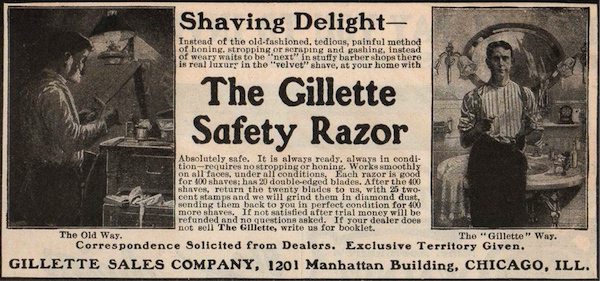 Shaving Delight—
Instead of the old-fashioned, tedious, painful method
of honing, stropping or scraping and gashing, instead
of weary waits to be "next" in stuffy barber shops there
is real luxury in the "velvet" shave, at your home with
The Gillette
Safety Razor
Absolutely safe. It is always ready, always in condi-
tion—requires no stropping or honing. Works smoothly
on all faces, under all conditions. Each razor is good
for 400 shaves; has 20 double-edged blades. After the 400
shaves, return the twenty blades to us, with 25 two-
cent stamps and we will grind them in diamond dust,
sending them back to you in perfect condition for 400
more shaves. If not satisfied after trial money will be
refunded and no questions asked. If your dealer does
not sell The Gillette, write us for booklet.
The Old Way.
The "Gillette" Way.
Correspondence Solicited from Dealers. Exclusive Territory Given.
GILLETTE SALES COMPANY, 1201 Manhattan Building, CHICAGO, ILL.